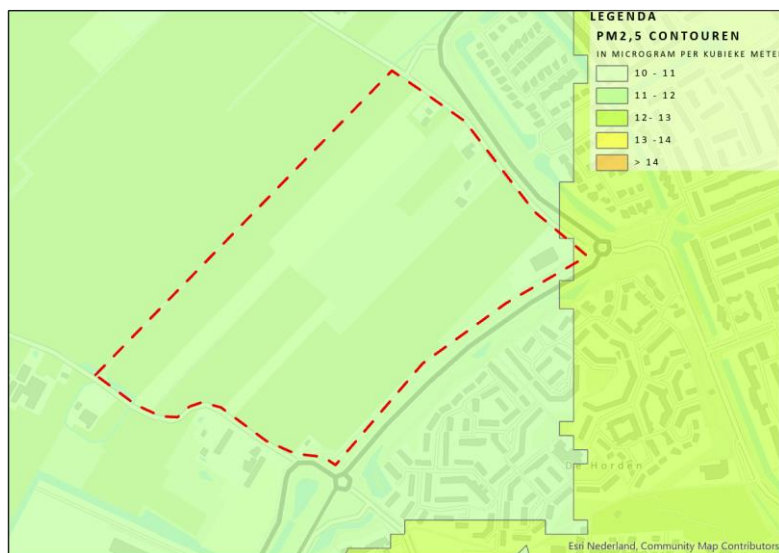 LEGENDA
PM2,5 CONTOUREN
IN MICROGRAM PER KUBIEKE METE
10 - 11
11 - 12
12- 13
13 -14
> 14
De Horden
Esri Nederland, Community Map Contributors